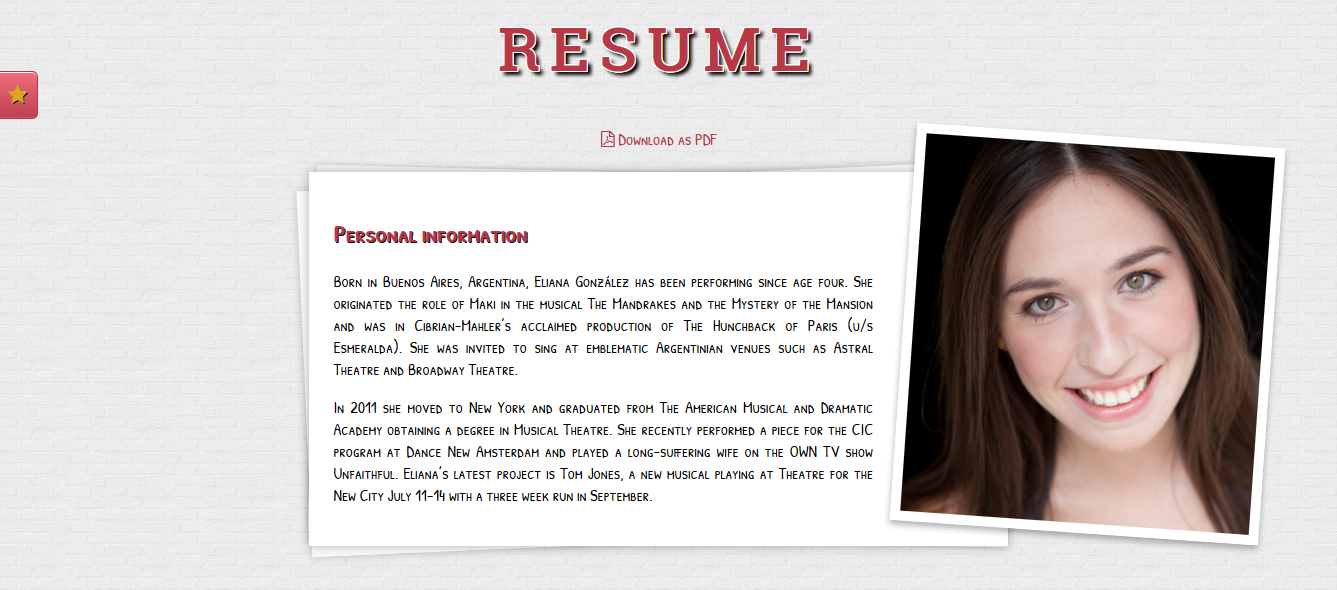 RESUME
Download as PDF
Personal information
Born in Buenos Aires, Argentina, Eliana González has been performing since age four. She
originated the role of Maki in the musical The Mandrakes and the Mystery of the Mansion
and was in Cibrian-Mahler's acclaimed production of The Hunchback of Paris (u/s
Esmeralda). She was invited to sing at emblematic Argentinian venues such as Astral
Theatre and Broadway Theatre.
In 2011 she moved to New York and graduated from The American Musical and Dramatic
Academy obtaining a degree in Musical Theatre. She recently performed a piece for the CIC
program at Dance New Amsterdam and played a long-suffering wife on the OWN TV show
Unfaithful. Eliana's latest project is Tom Jones, a new musical playing at Theatre for the
New City July 11-14 with a three week run in September.